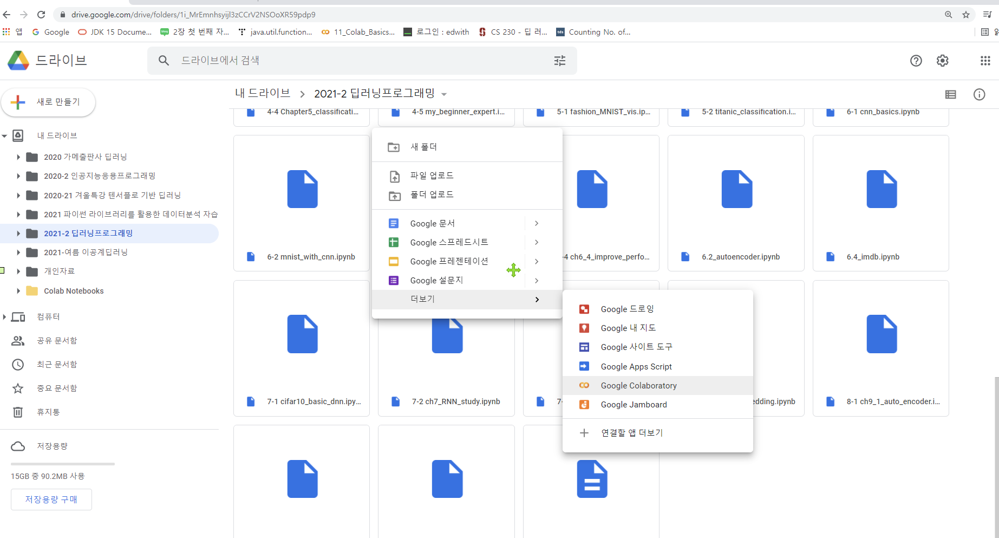 drive.google.com/drive/folders/1i_MrEmnhsyijl3zCCrV2NSOoXR59pdp9
앱
Google
JDK 15 Docume...
2장 첫 번째 자...
java.util.function...
11_Colab_Basics...
로그인 : edwith
CS 230 - 딥 러...
Counting No. of...
드라이브
드라이브에서 검색
새로 만들기
내 드라이브
2020 가메출판사 딥러닝
2020-2 인공지능응용프로그래밍
2020-21 겨울특강 텐서플로 기반 딥러닝
2021 파이썬 라이브러리를 활용한 데이터분석 자습
2021-2 딥러닝프로그래밍
2021-여름 이공계딥러닝
개인자료
Colab Notebooks
컴퓨터
공유 문서함
최근 문서함
중요 문서함
휴지통
저장용량
15GB 중 90.2MB 사용
저장용량 구매
내 드라이브
2021-2 딥러닝프로그래밍
4-4 Chapter5_classificati...
4-5 my_beginner_expert.i...
5-1 fashion_MNIST_vis.ip...
5-2 titanic_classification.i...
6-1 cnn_basics.ipynb
6-2 mnist_with_cnn.ipynb
-4 ch6_4_improve_perfo...
6.2_autoencoder.ipynb
6.4_imdb.ipynb
7-1 cifar10_basic_dnn.ipy...
7-2 ch7_RNN_study.ipynb
7-
edding.ipynb
8-1 ch9_1_auto_encoder.i...
새 폴더
파일 업로드
폴더 업로드
Google 문서
Google 스프레드시트
Google 프레젠테이션
Google 설문지
더보기
Google 드로잉
Google 내 지도
Google 사이트 도구
Google Apps Script
Google Colaboratory
Google Jamboard
연결할 앱 더보기